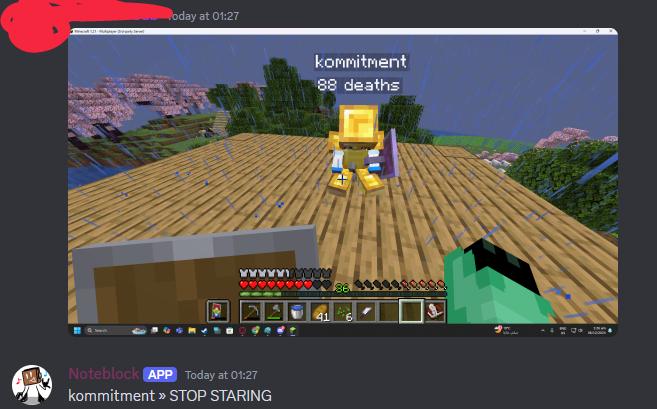 Today at 01:27
Minecraft 1.21 - Multiplayer (3rd-party Server)
kommitment
88 deaths
86
41
6
Search
Noteblock APP Today at 01:27
kommitment » STOP STARING